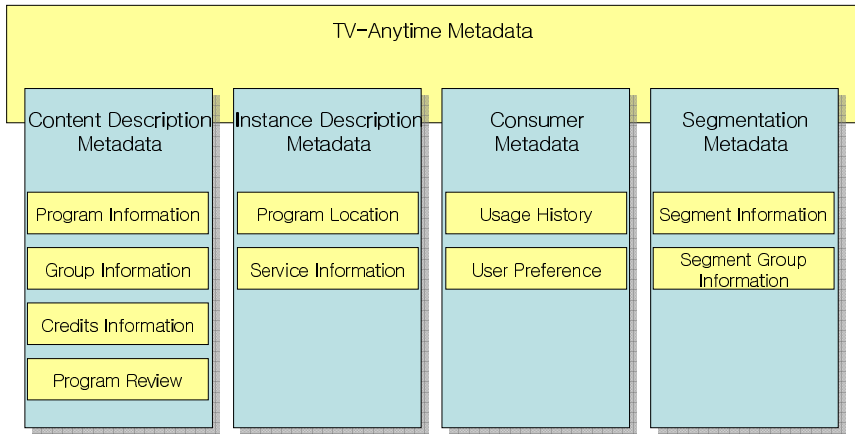 TV-Anytime Metadata
Content Description
Metadata
Program Information
Group Information
Credits Information
Program Review
Instance Description
Metadata
Program Location
Service Information
Consumer
Metadata
Usage History
User Preference
Segmentation
Metadata
Segment Information
Segment Group
Information